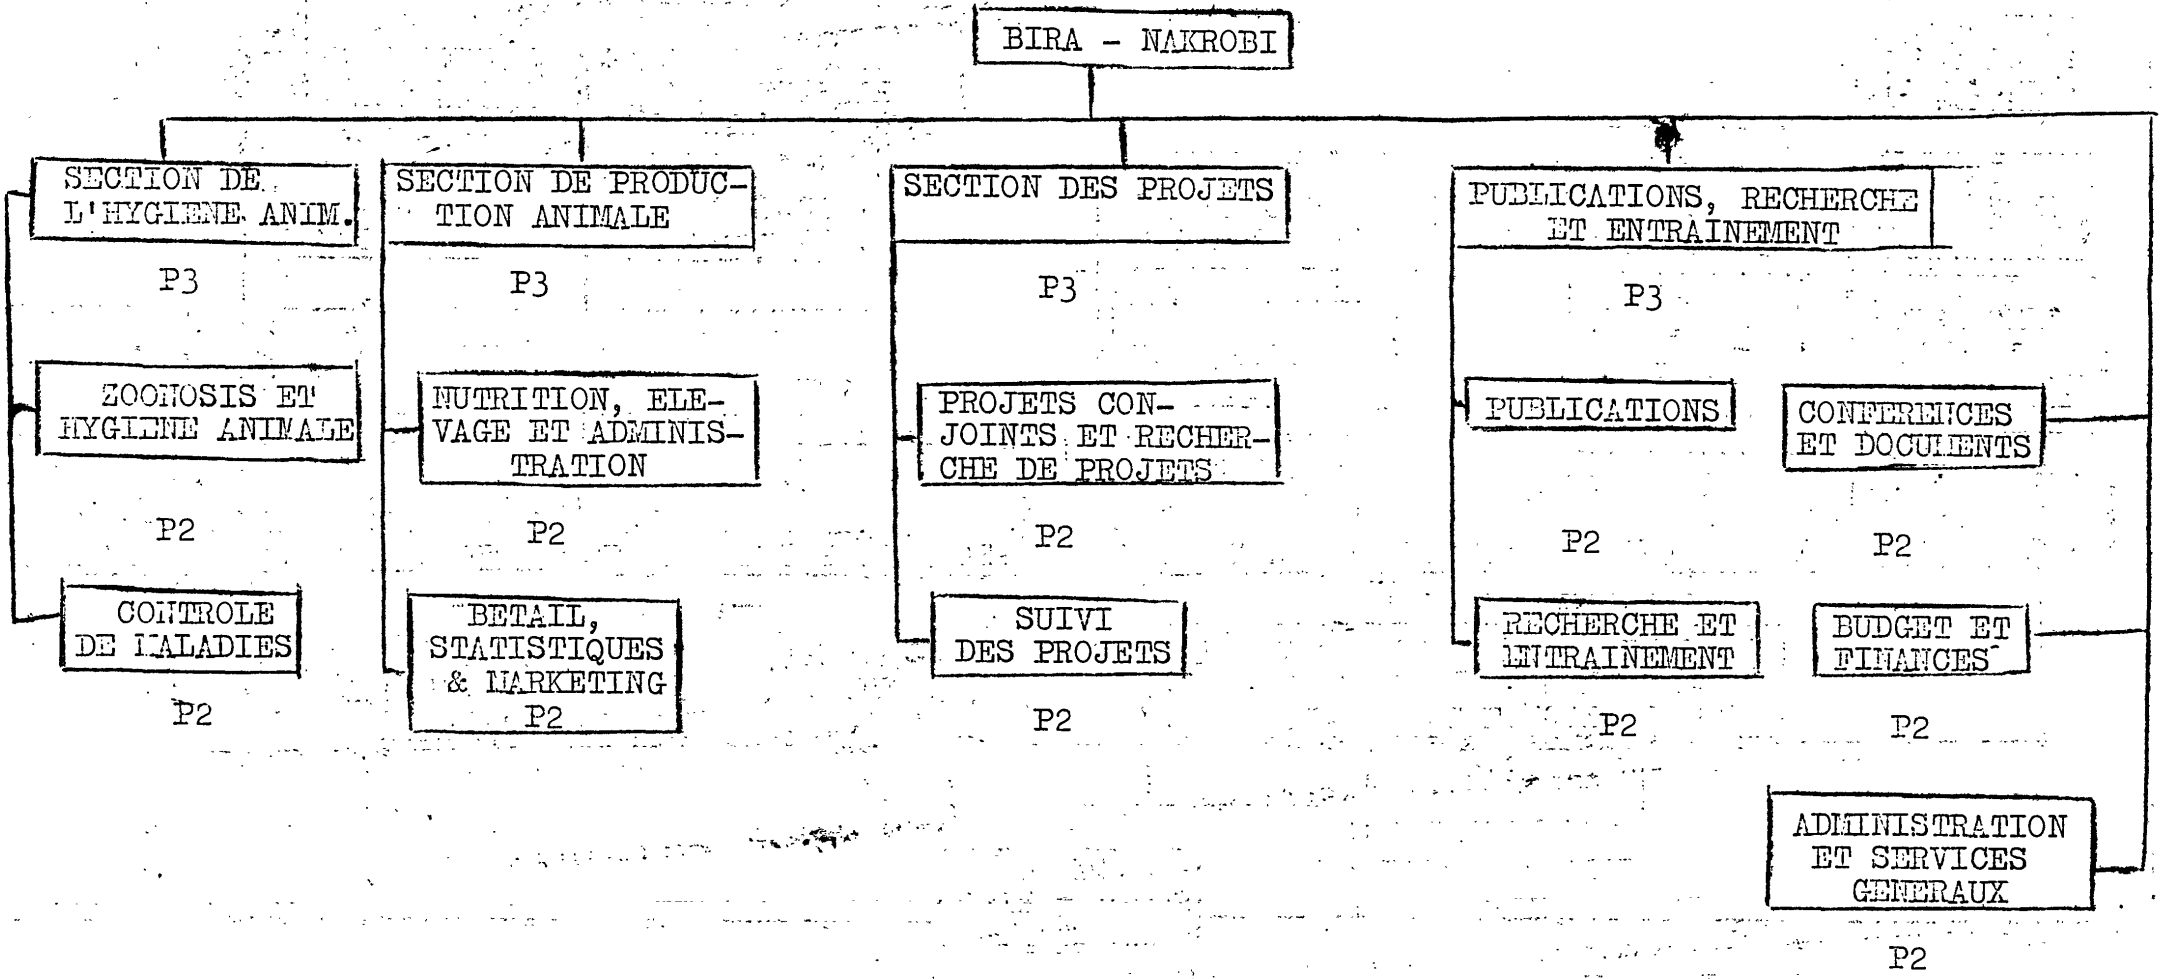 BIRA - NAKROBI
SECTION DE
L'HYGIENE ANIM.
P3
ZOONOSIS ET
HYGIENE ANIMALE
P2
CONTROLE
DE MALADIES
P2
SECTION DE PRODUC-
TION ANIMALE
P3
NUTRITION, ELE-
VAGE ET ADMINIS-
TRATION
P2
BETAIL,
STATISTIQUES
& MARKETING
P2
SECTION DES PROJETS
P3
PROJETS CON-
JOINTS ET RECHER-
CHE DE PROJETS
P2
SUIVI
DES PROJETS
P2
PUBLICATIONS, RECHERCHE
ET ENTRAINEMENT
P3
PUBLICATIONS
P2
RECHERCHE ET
ENTRAINEMENT
P2
CONFERENCES
ET DOCUMENTS
P2
BUDGET ET
FINANCES
P2
ADMINISTRATION
ET SERVICES
GENERAUX
P2